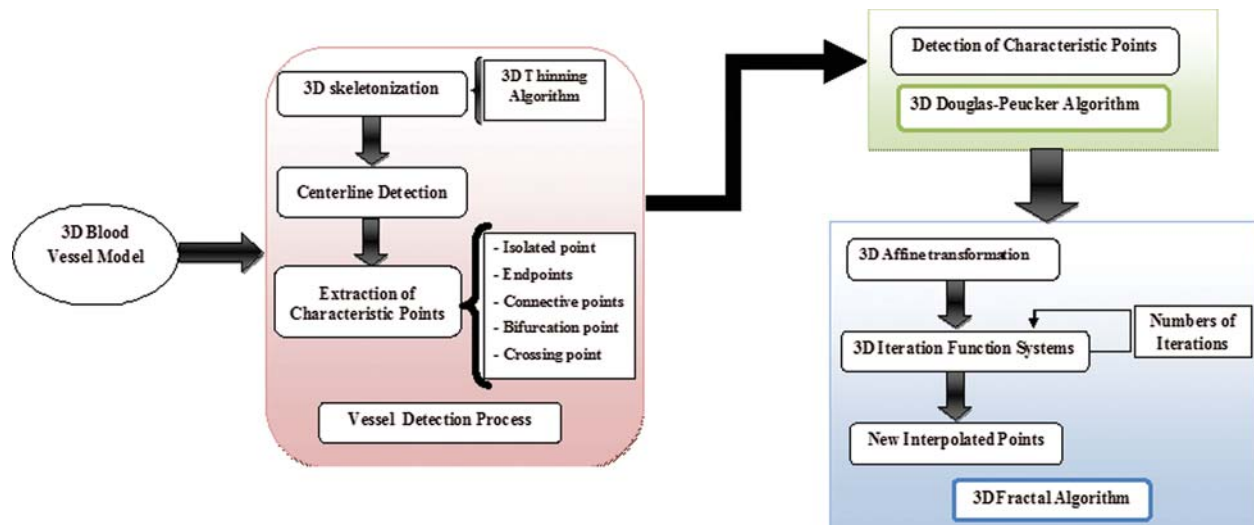 3D Blood
Vessel Model
3D skeletonization
3D Thinning
Algorithm
Centerline Detection
Extraction of
Characteristic Points
- Isolated point
- Endpoints
- Connective points
- Bifurcation point
- Crossing point
Vessel Detection Process
Detection of Characteristic Points
3D Douglas-Peucker Algorithm
3D Affine transformation
3D Iteration Function Systems
Numbers of
Iterations
New Interpolated Points
3D Fractal Algorithm